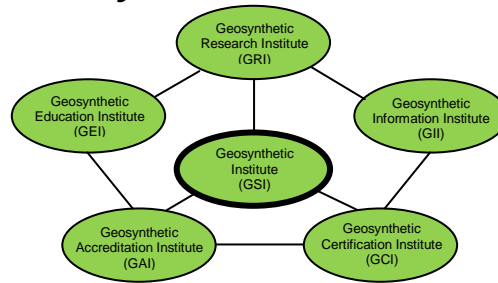 Geosynthetic
Research Institute
(GRI)
Geosynthetic
Education Institute
(GEI)
Geosynthetic
Information Institute
(GII)
Geosynthetic
Institute
(GSI)
Geosynthetic
Accreditation Institute
(GAI)
Geosynthetic
Certification Institute
(GCI)